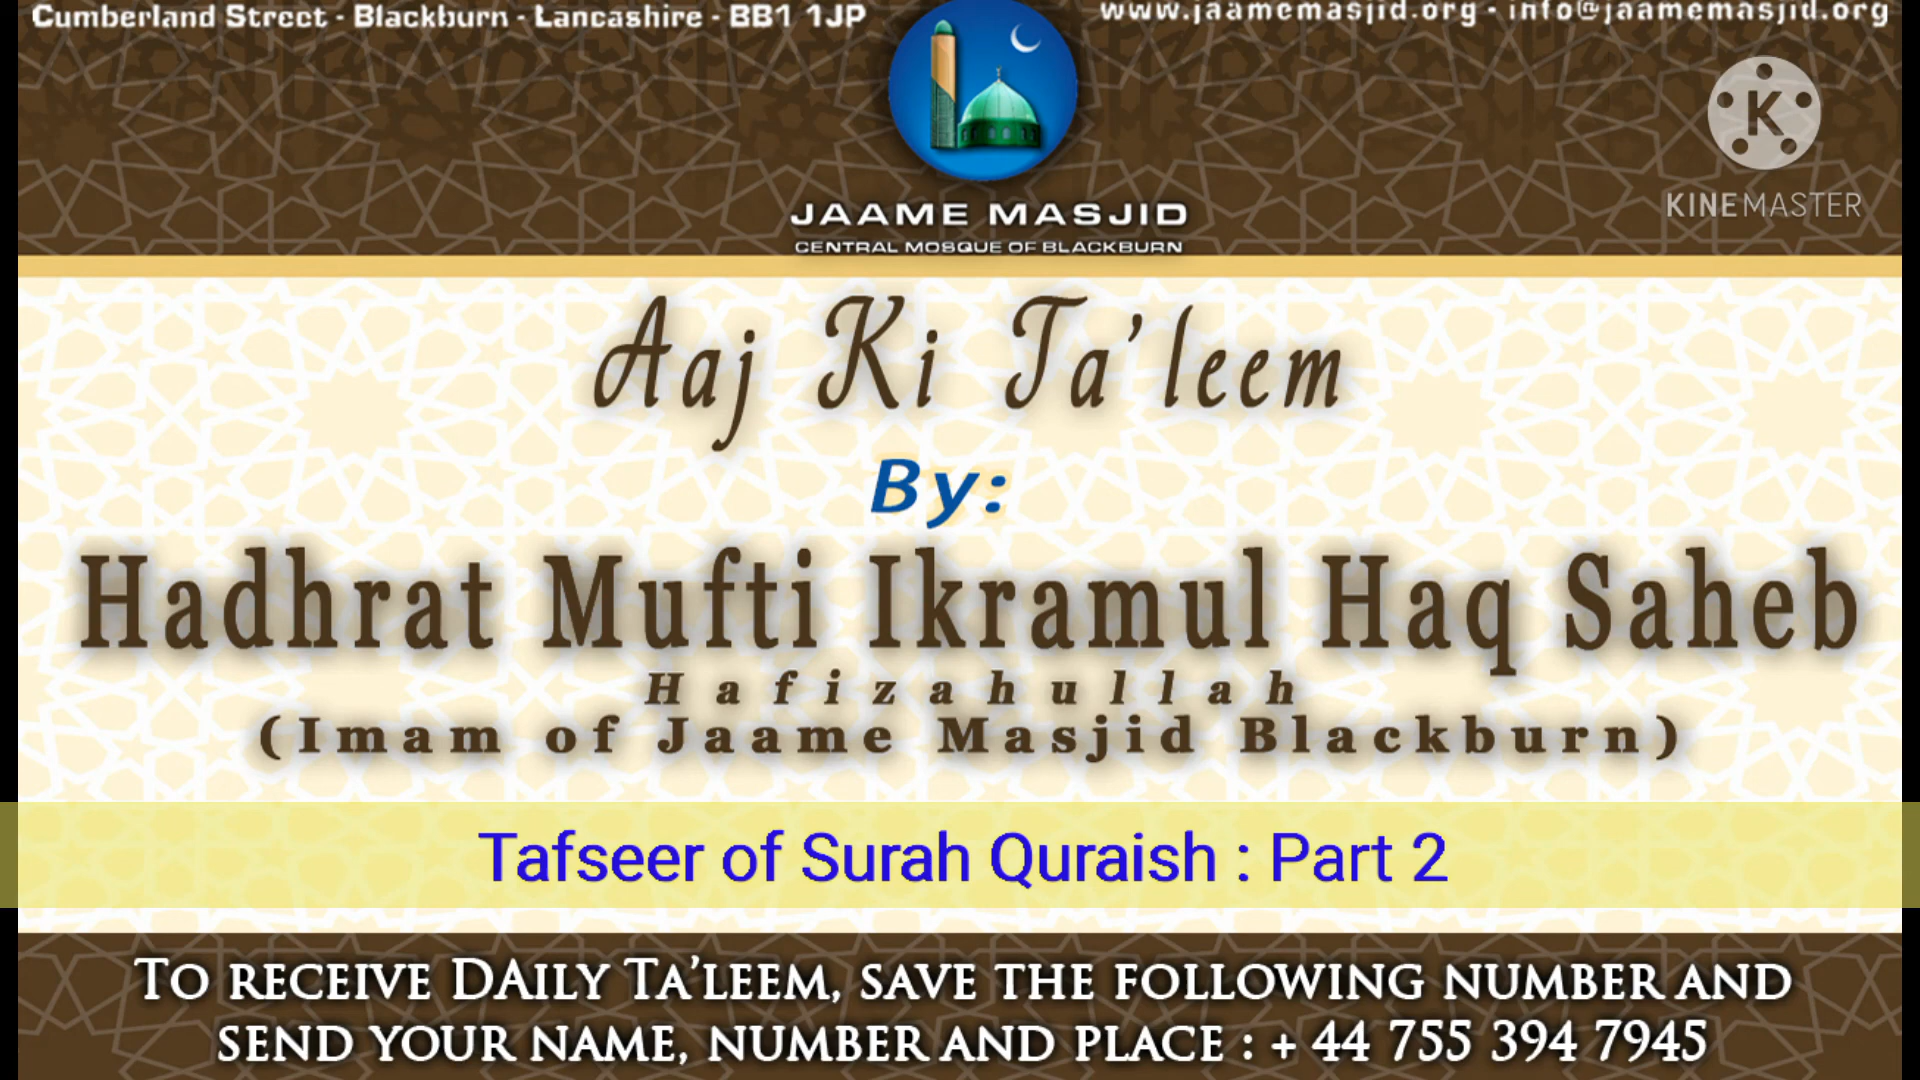 Cumberland Street - Blackburn - Lancashire - BB1 1JP
www.jaamemasjid.org - info@jaamemasjid.org
K
KINEMASTER
JAAME MASJID
CENTRAL MOSQUE OF BLACKBURN
Aaj Ki Ta'leem
By:
Hadhrat Mufti Ikramul Haq Saheb
Hafizahullah
(Imam of Jaame Masjid Blackburn)
Tafseer of Surah Quraish : Part 2
To receive DAily Ta'leem, save the following number and
send your name, number and place : + 44 755 394 7945